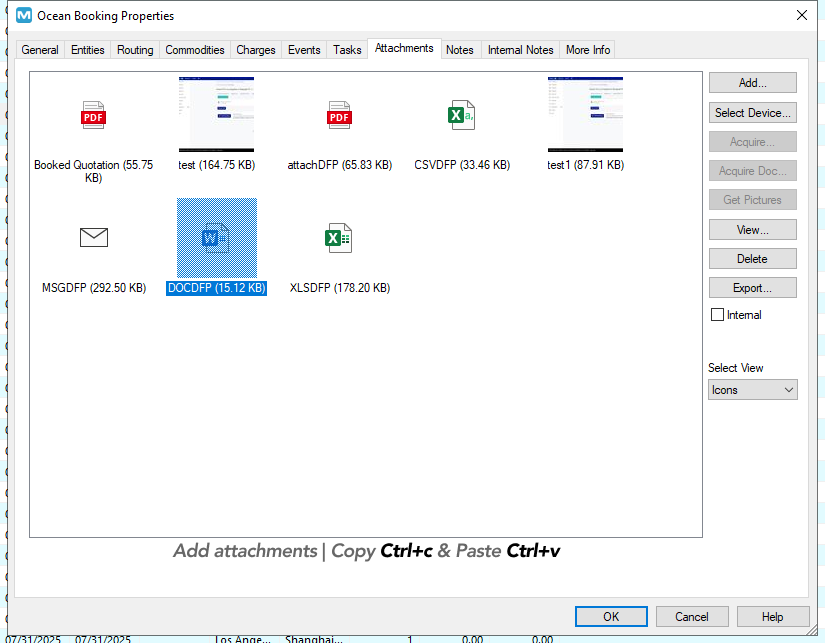 Ocean Booking Properties
General Entities Routing Commodities Charges Events Tasks Attachments Notes Internal Notes More Info
PDF
PDF
Booked Quotation (55.75 KB)
test (164.75 KB)
attachDFP (65.83 KB)
CSVDFP (33.46 KB)
test1 (87.91 KB)
MSGDFP (292.50 KB)
DOCDFP (15.12 KB)
XLSDFP (178.20 KB)
Add...
Select Device...
Acquire...
Acquire Doc...
Get Pictures
View...
Delete
Export...
Internal
Select View
Icons
Add attachments | Copy Ctrl+c & Paste Ctrl+v
OK Cancel Help
07/31/2025 07/31/2025 Los Ange... Shanghai... 1 0.00 0.00